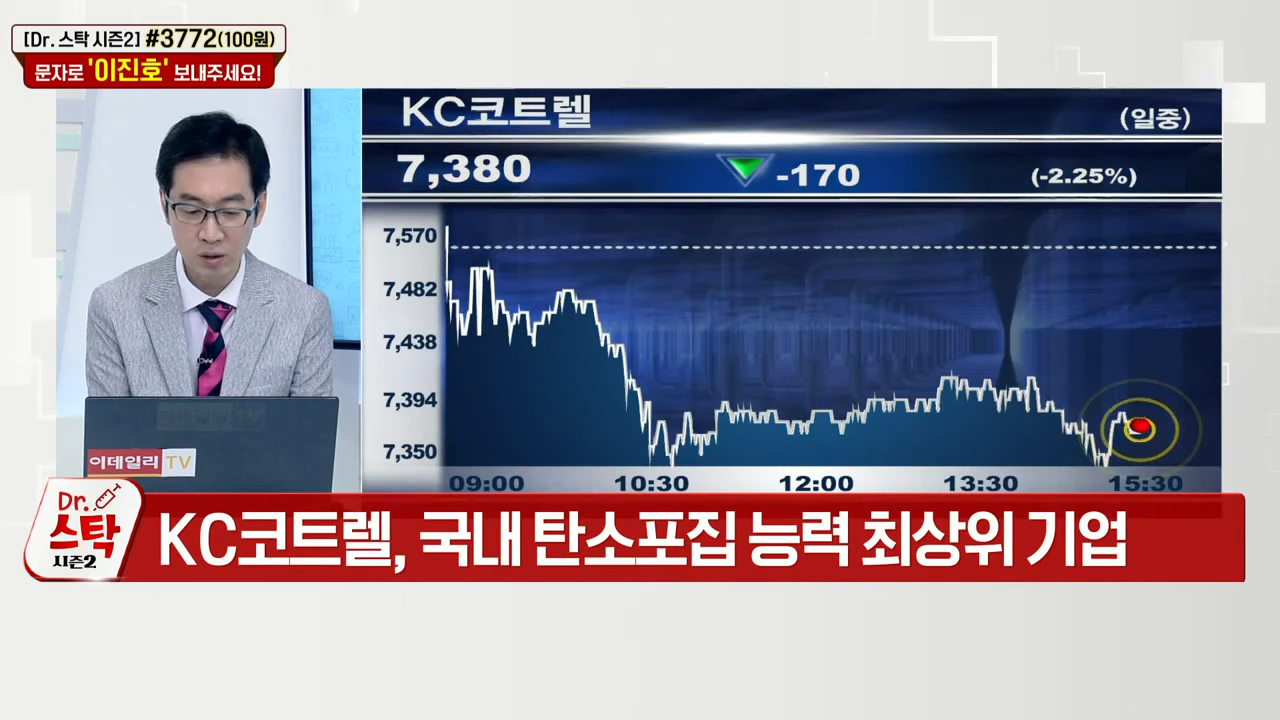 [Dr. 스탁 시즌2] #3772(100원)
문자로 '이진호' 보내주세요!
KC코트렐
(일중)
7,380 -170 (-2.25%)
7,570
7,482
7,438
7,394
7,350
09:00 10:30 12:00 13:30 15:30
이데일리 TV
Dr.
스탁
시즌2
KC코트렐, 국내 탄소포집 능력 최상위 기업